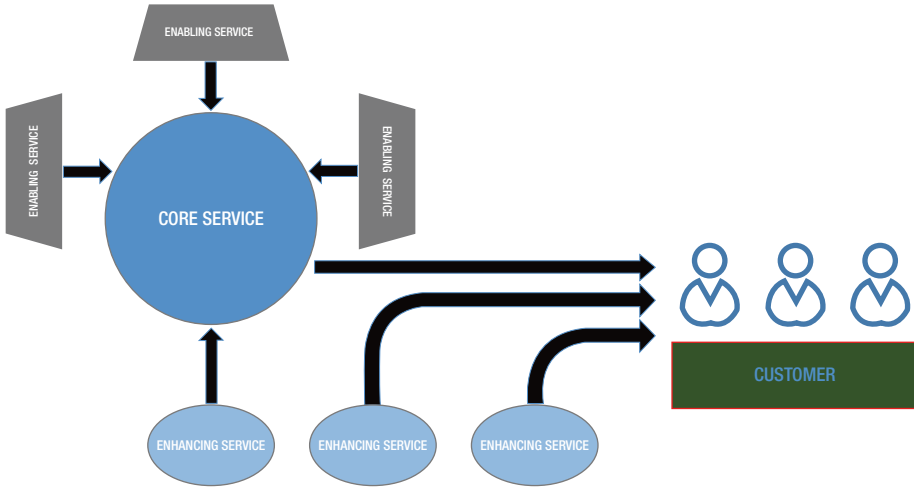 ENABLING SERVICE
ENABLING SERVICE
ENABLING SERVICE
CORE SERVICE
CUSTOMER
ENHANCING SERVICE
ENHANCING SERVICE
ENHANCING SERVICE